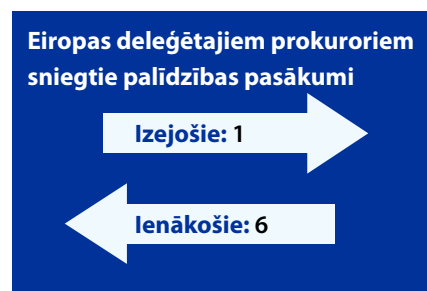 Eiropas deleģētajiem prokuroriem
sniegtie palīdzības pasākumi
Izejošie: 1
Ienākošie: 6